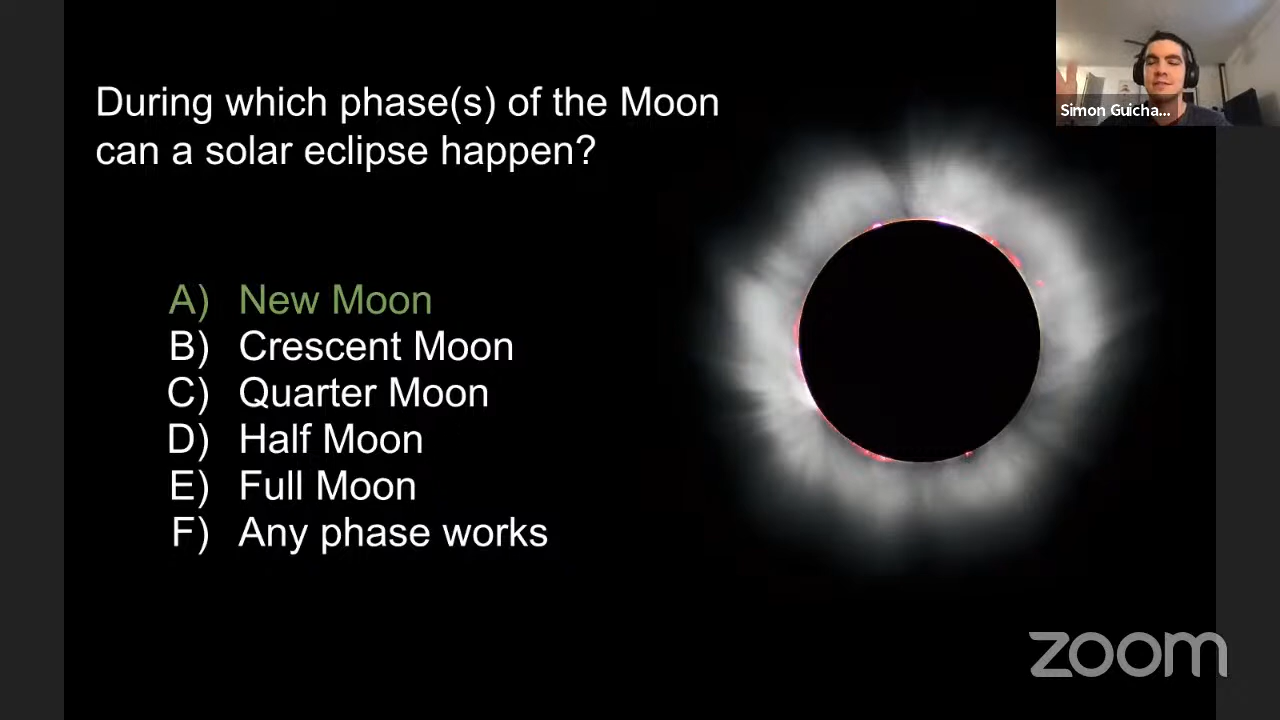 During which phase(s) of the Moon
can a solar eclipse happen?
A) New Moon
B) Crescent Moon
C) Quarter Moon
D) Half Moon
E) Full Moon
F) Any phase works
Simon Guicha...
zoom